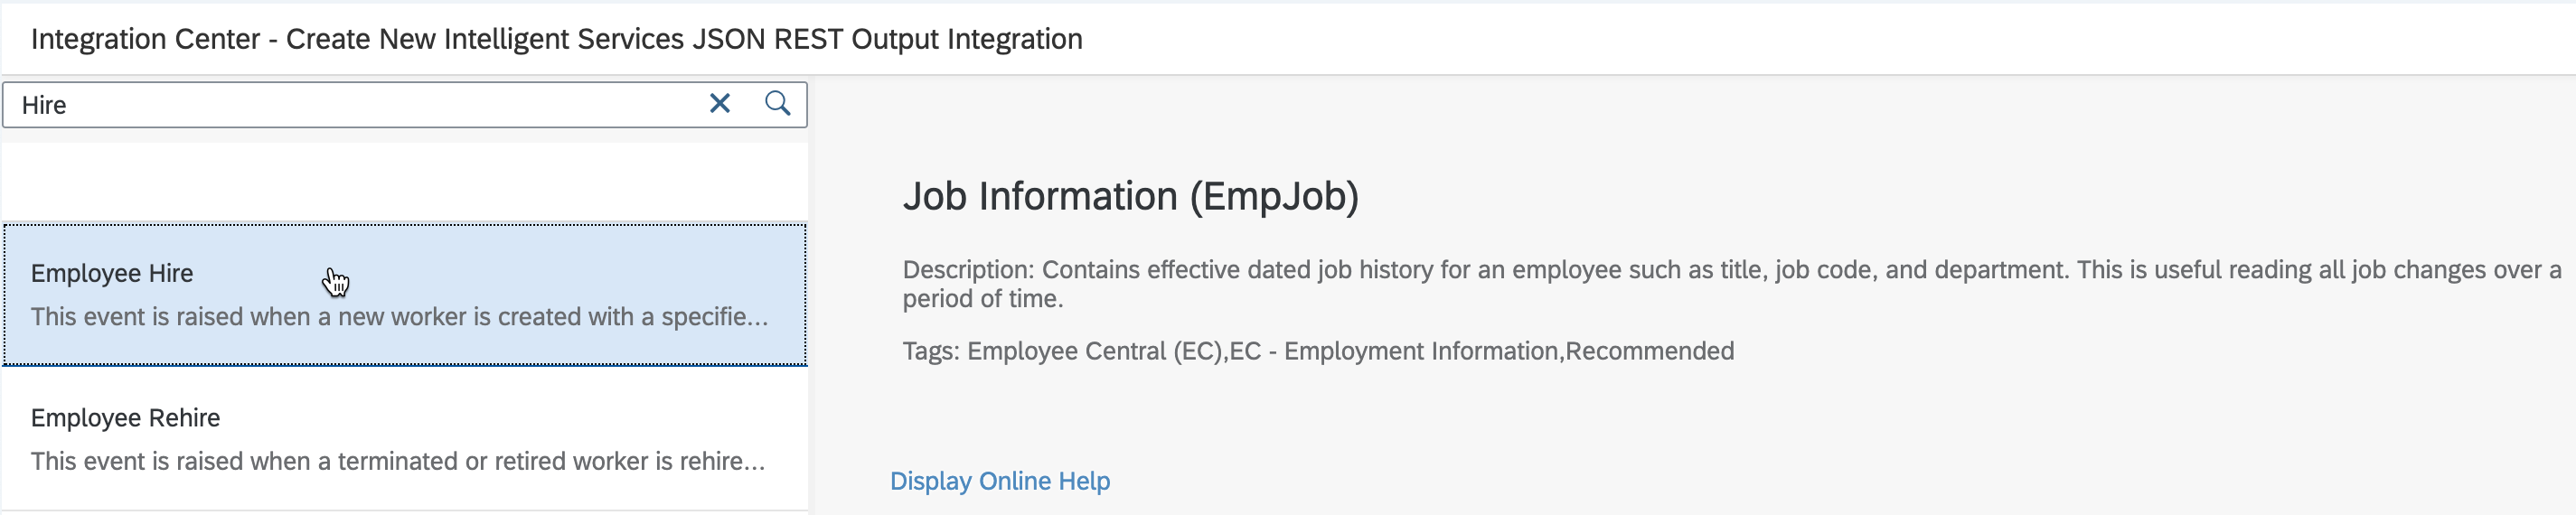 Integration Center - Create New Intelligent Services JSON REST Output Integration
Hire
Employee Hire
This event is raised when a new worker is created with a specifie...
Employee Rehire
This event is raised when a terminated or retired worker is rehire...
Job Information (EmpJob)
Description: Contains effective dated job history for an employee such as title, job code, and department. This is useful reading all job changes over a
period of time.
Tags: Employee Central (EC),EC - Employment Information,Recommended
Display Online Help